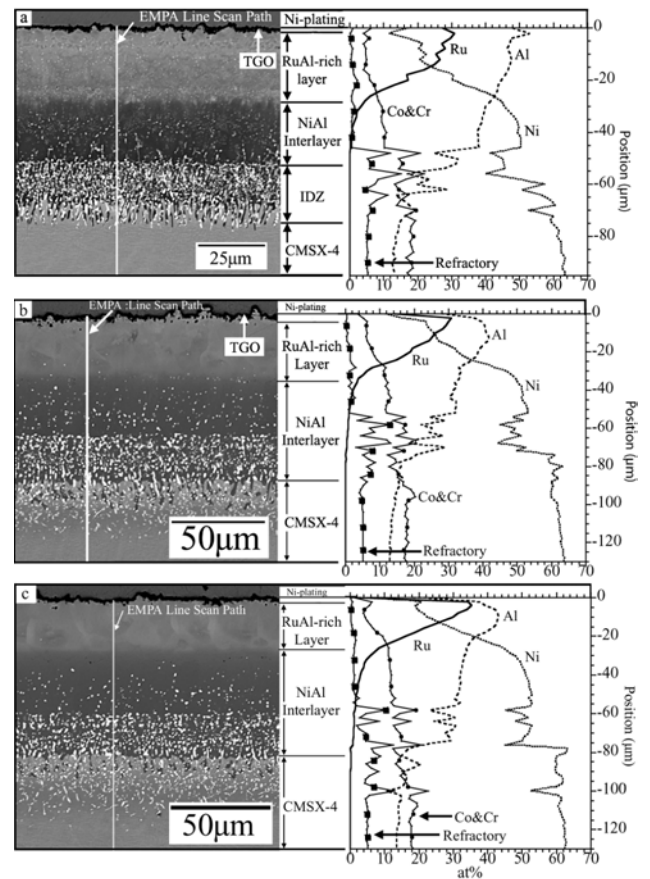 a
EMPA Line Scan Path
Ni-plating
TGO
RuAl-rich
layer
NiAl
Interlayer
IDZ
CMSX-4
25μm
Ru
Al
Co&Cr
Ni
Refractory
0
-20
-40
-60
-80
Position (μm)
0 10 20 30 40 50 60 70
b
EMPA :Line Scan Path
Ni-plating
TGO
RuAl-rich
Layer
NiAl
Interlayer
CMSX-4
50μm
Al
Ru
Ni
Co&Cr
Refractory
0
-20
-40
-60
-80
-100
-120
Position (μm)
0 10 20 30 40 50 60 70
c
EMPA Line Scan Path
Ni-plating
RuAl-rich
Layer
NiAl
Interlayer
CMSX-4
50μm
Al
Ru
Ni
Co&Cr
Refractory
0
-20
-40
-60
-80
-100
-120
Position (μm)
0 10 20 30 40 50 60 70
at%